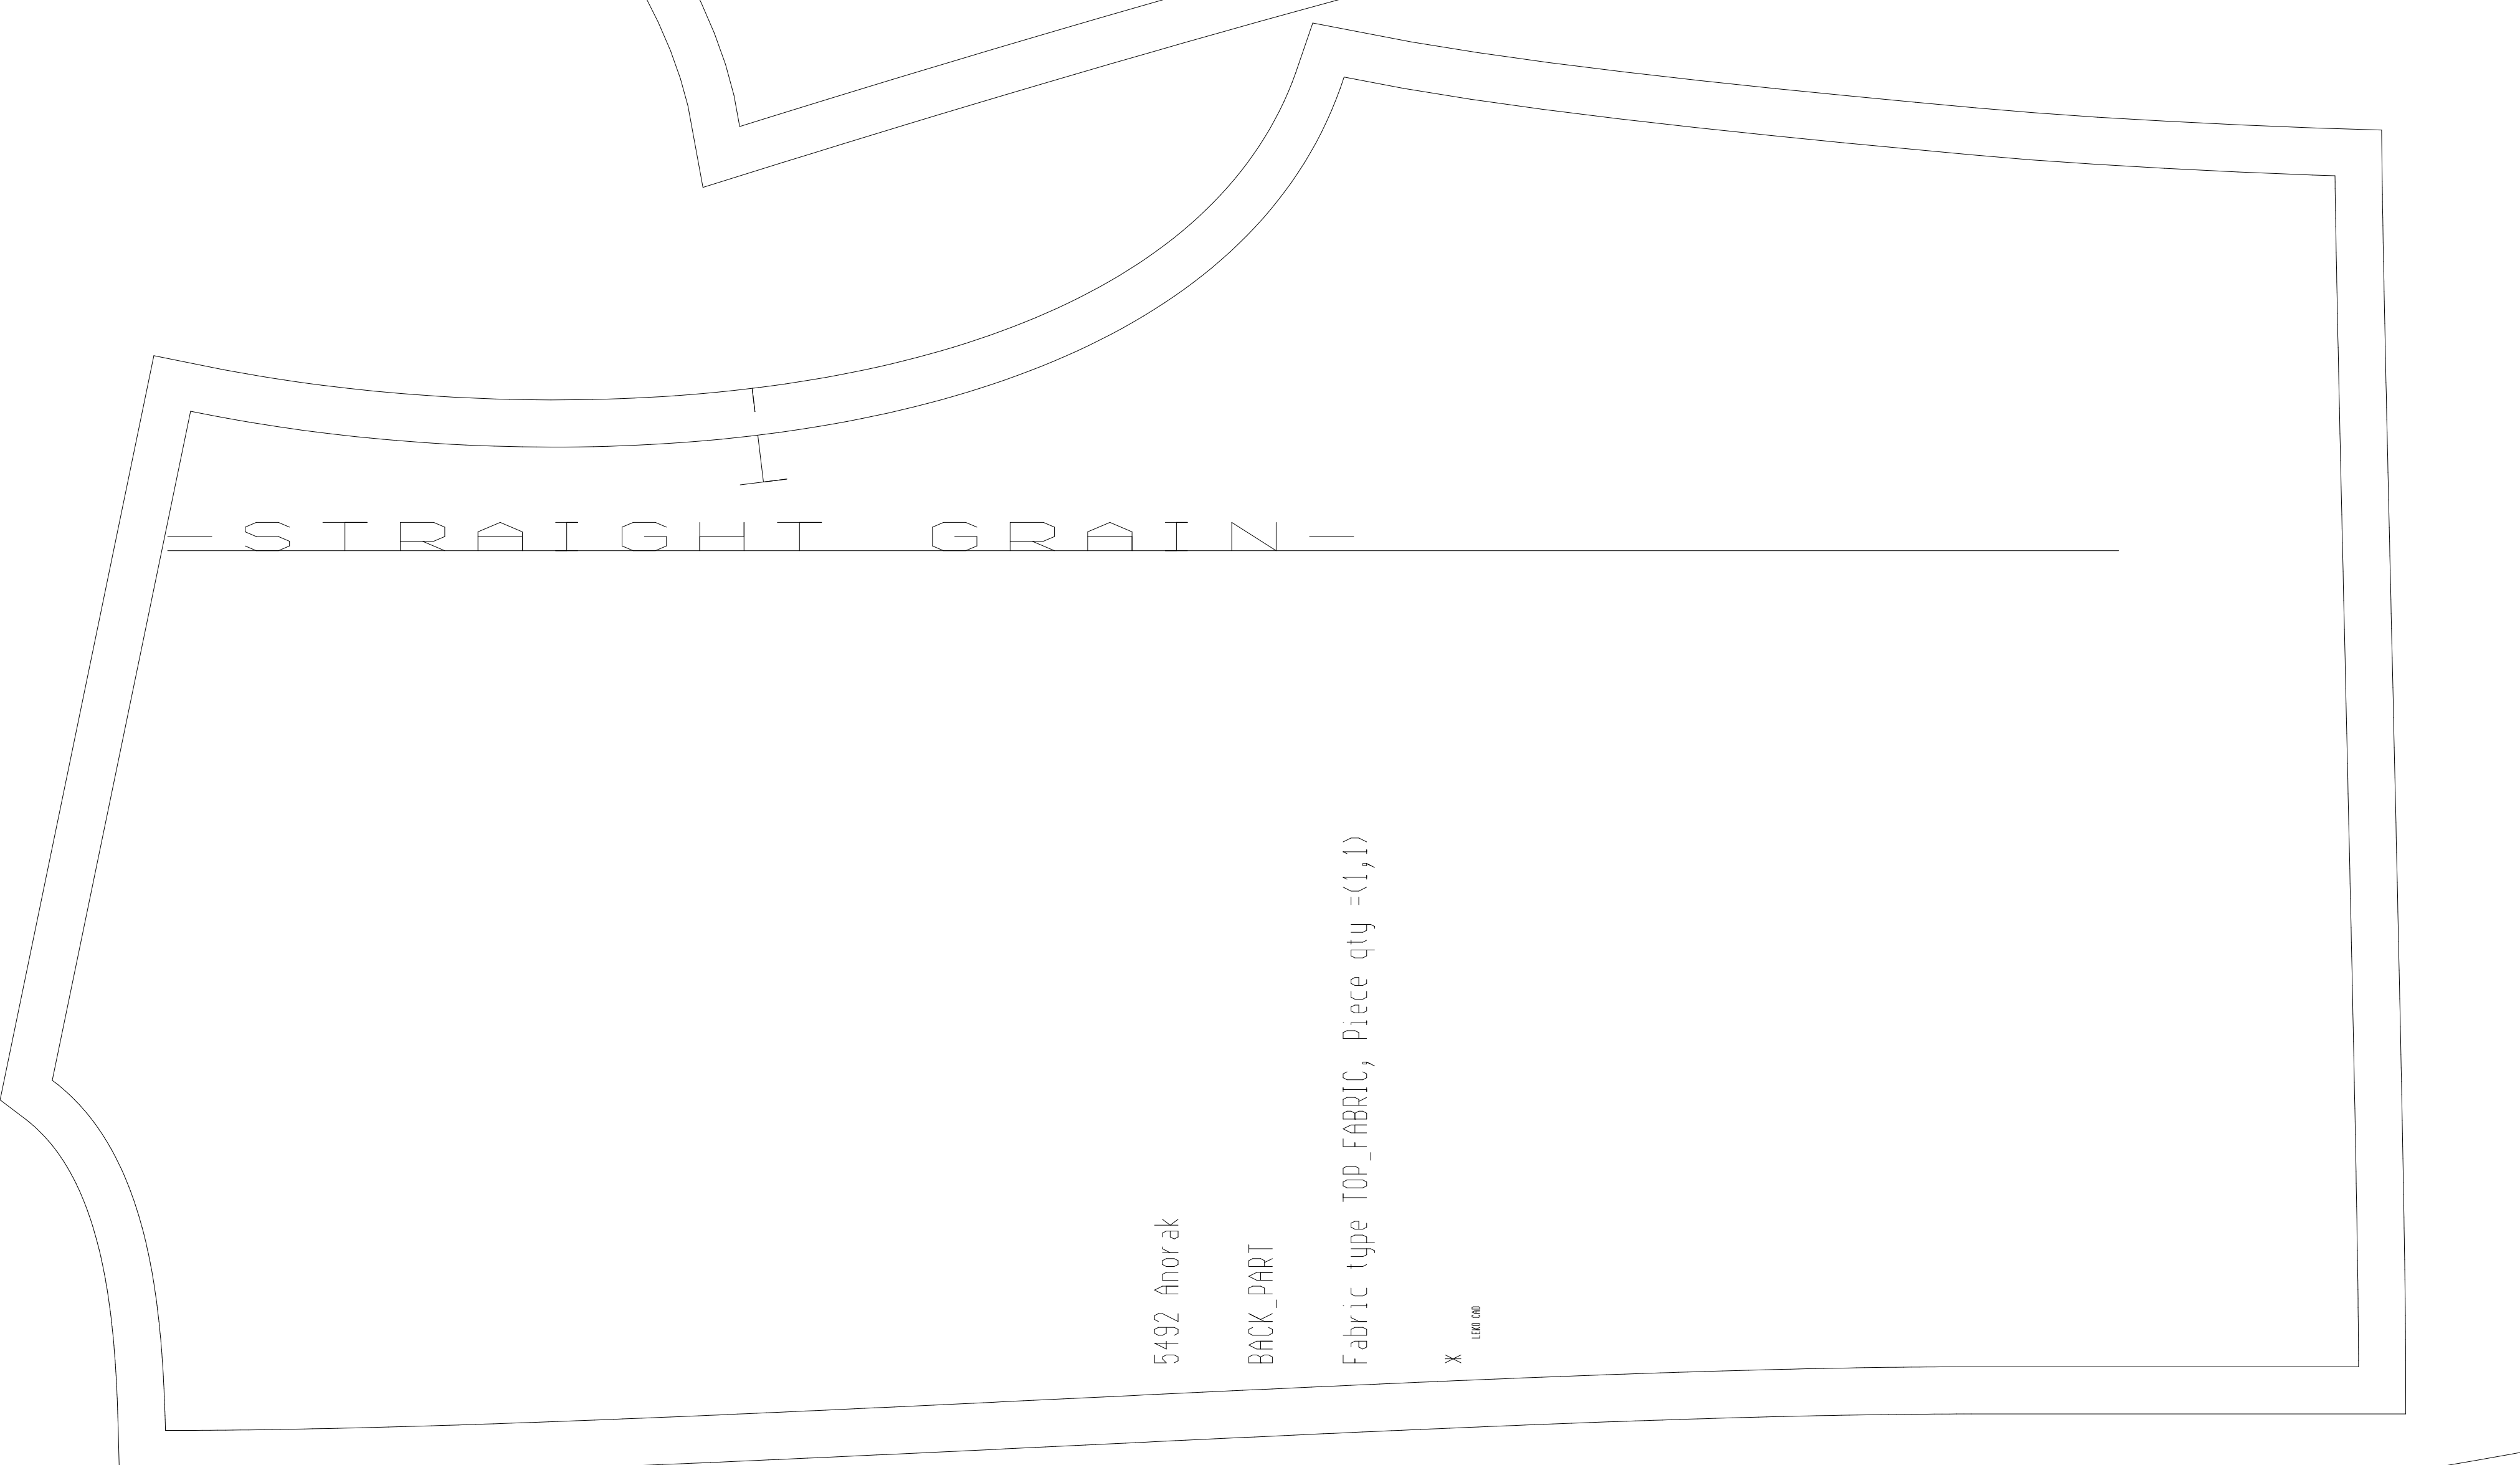 -STRAIGHT GRAIN-
5492 Anorak
BACK_PART
Fabric type TOP_FABRIC, Piece qty =(1,1)
*
LEKO CAD